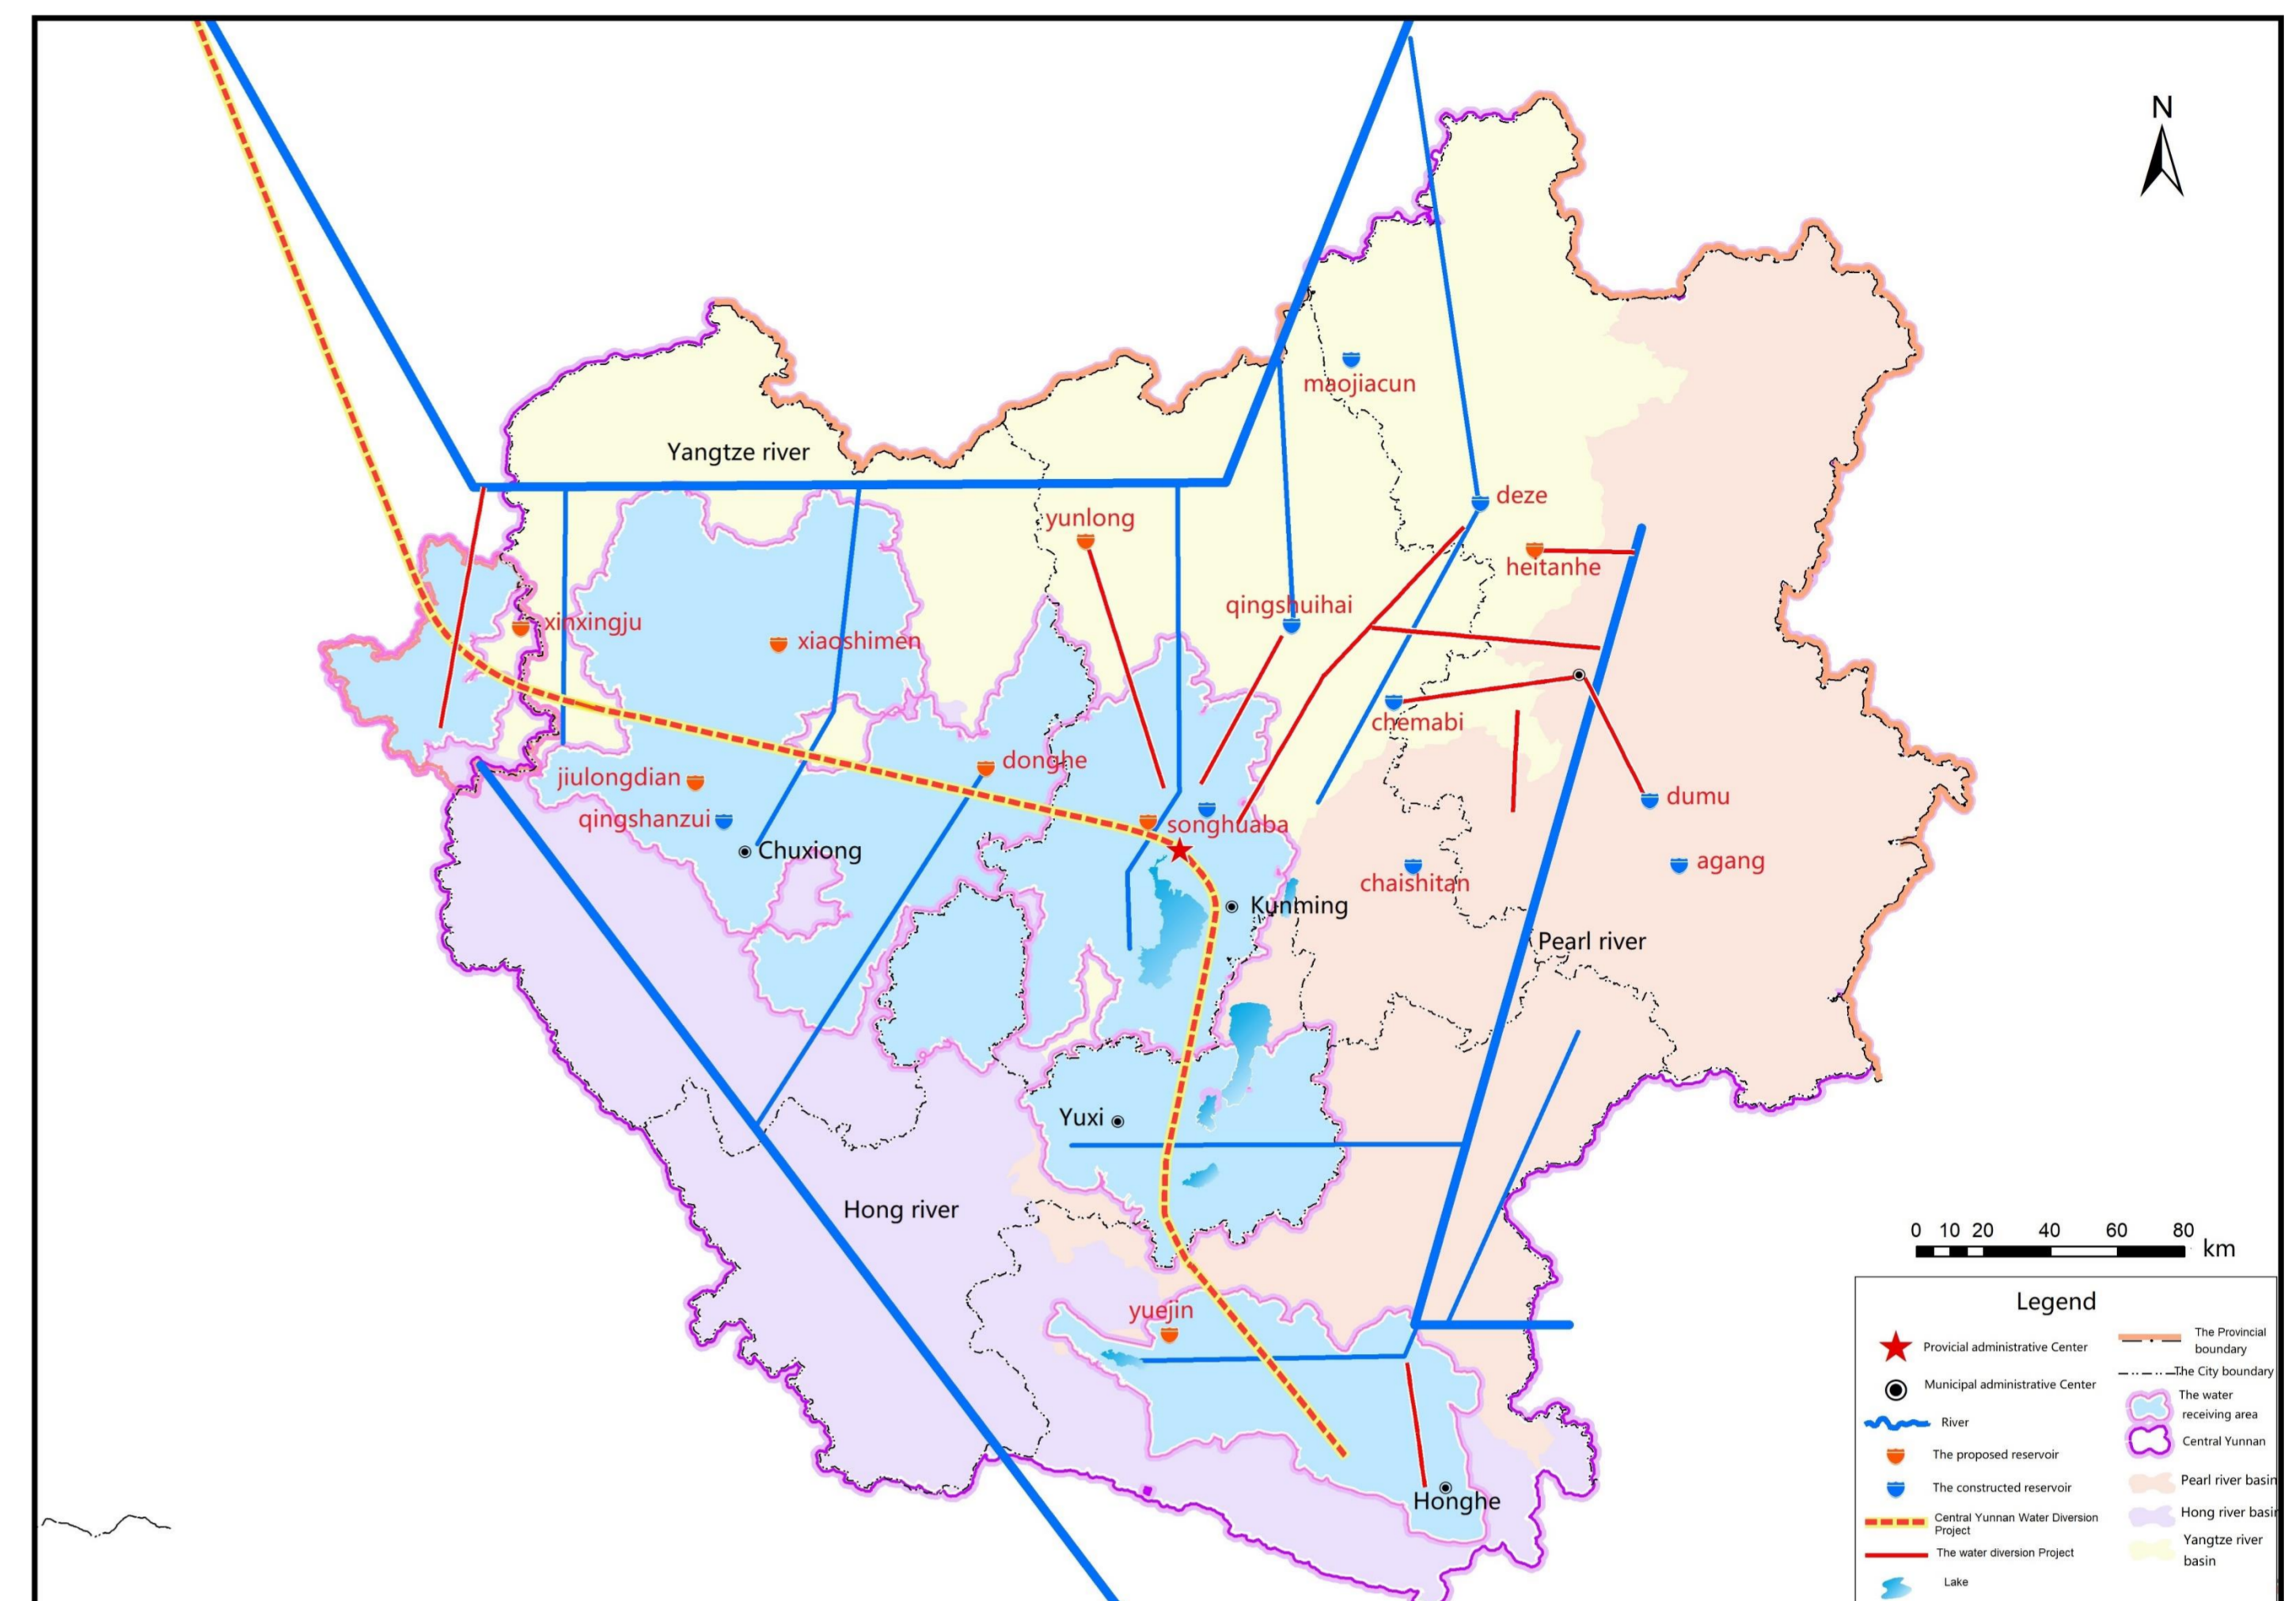 N
maojiacun
Yangtze river
deze
yunlong
heitanhe
qingshuihai
xinxingju
xiaoshimen
chemabi
donghe
jiulongdian
dumu
qingshanzui
songhuaba
Chuxiong
agang
chaishitan
Kunming
Pearl river
Yuxi
Hong river
0 10 20 40 60 80
km
yuejin
Honghe
Legend
Provicial administrative Center
Municipal administrative Center
River
The proposed reservoir
The constructed reservoir
Central Yunnan Water Diversion
Project
The water diversion Project
Lake
The Provincial
boundary
The City boundary
The water
receiving area
Central Yunnan
Pearl river basin
Hong river basin
Yangtze river
basin